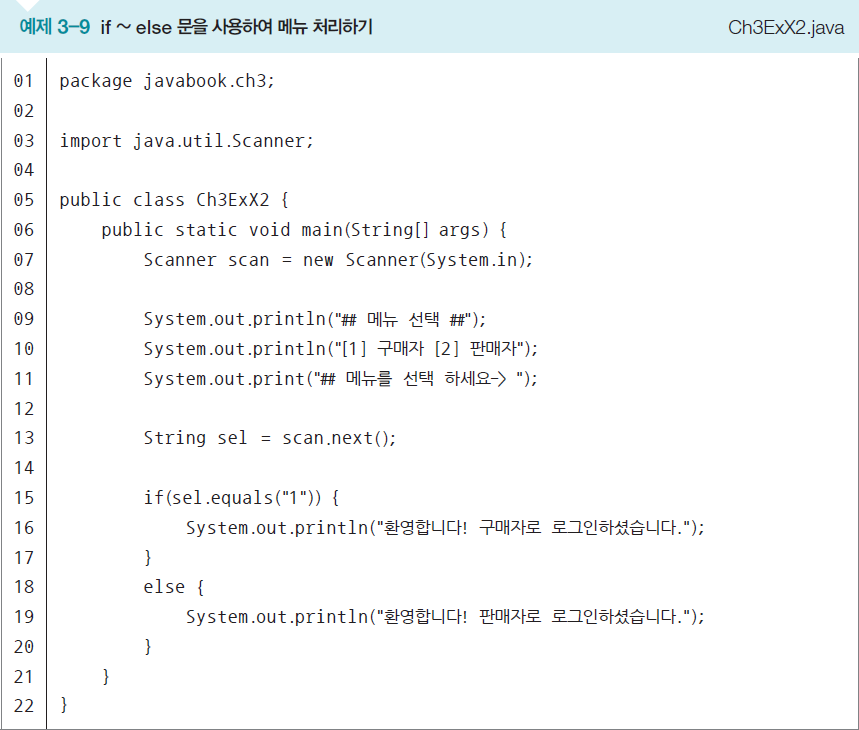 예제 3-9 if ~ else 문을 사용하여 메뉴 처리하기 Ch3ExX2.java
01 package javabook.ch3;
02
03 import java.util.Scanner;
04
05 public class Ch3ExX2 {
06     public static void main(String[] args) {
07         Scanner scan = new Scanner(System.in);
08
09         System.out.println("## 메뉴 선택 ##");
10         System.out.println("[1] 구매자 [2] 판매자");
11         System.out.print("## 메뉴를 선택 하세요-> ");
12
13         String sel = scan.next();
14
15         if(sel.equals("1")) {
16             System.out.println("환영합니다! 구매자로 로그인하셨습니다.");
17         }
18         else {
19             System.out.println("환영합니다! 판매자로 로그인하셨습니다.");
20         }
21     }
22 }